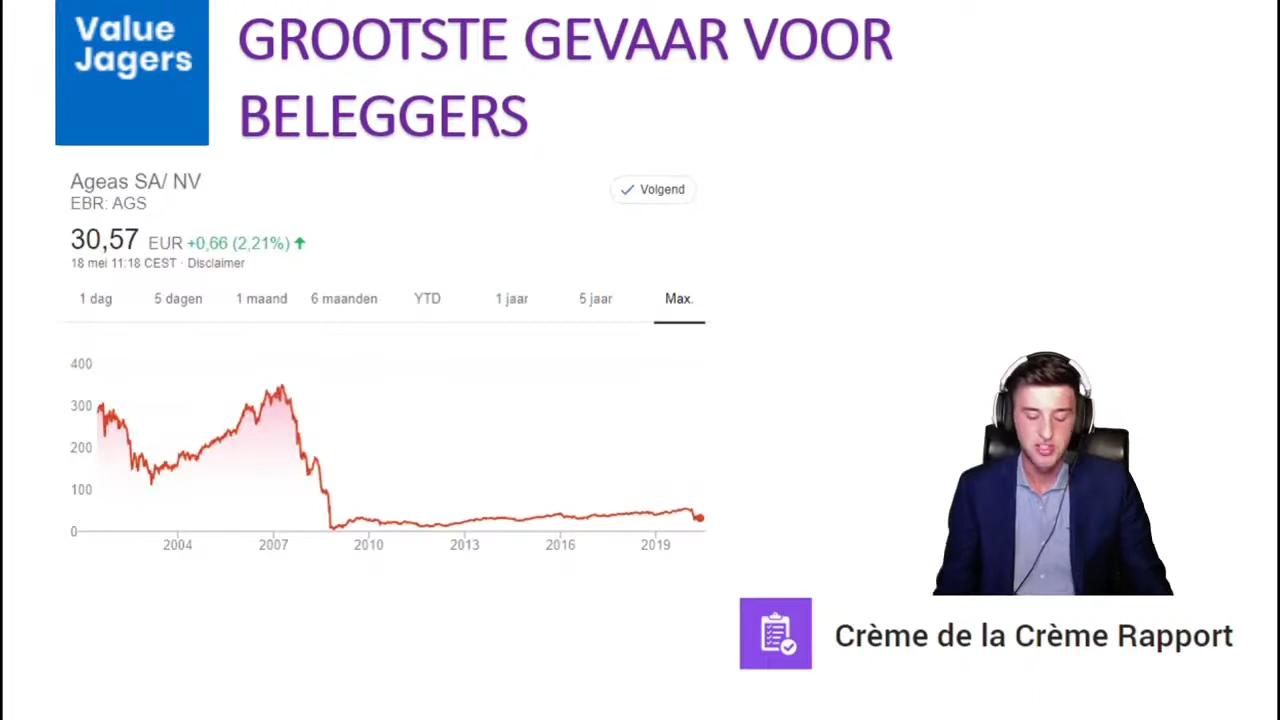 Value
Jagers
GROOTSTE GEVAAR VOOR
BELEGGERS
Ageas SA/ NV
EBR: AGS
Volgend
30,57 EUR +0,66 (2,21%)
18 mei 11:18 CEST · Disclaimer
1 dag 5 dagen 1 maand 6 maanden YTD 1 jaar 5 jaar Max.
400
300
200
100
0
2004 2007 2010 2013 2016 2019
Crème de la Crème Rapport